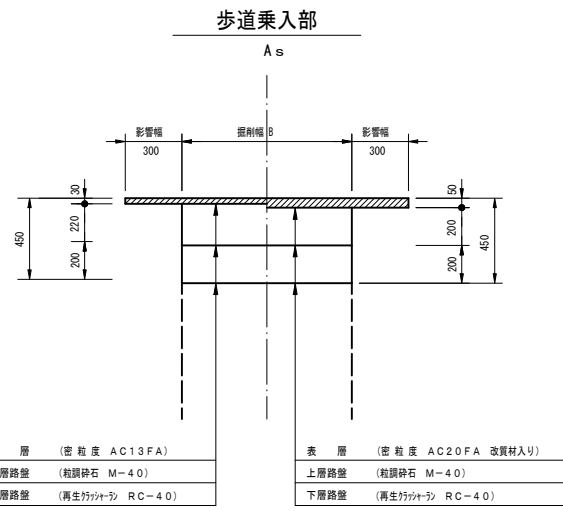 歩道乗入部
As
影響幅 掘削幅 B 影響幅
300 300
30
220
200
450
50
200
200
450
層 (密粒度 AC13FA)
層路盤 (粒調砕石 M-40)
層路盤 (再生クラッシャーラン RC-40)
表 層 (密粒度 AC20FA 改質材入り)
上層路盤 (粒調砕石 M-40)
下層路盤 (再生クラッシャーラン RC-40)